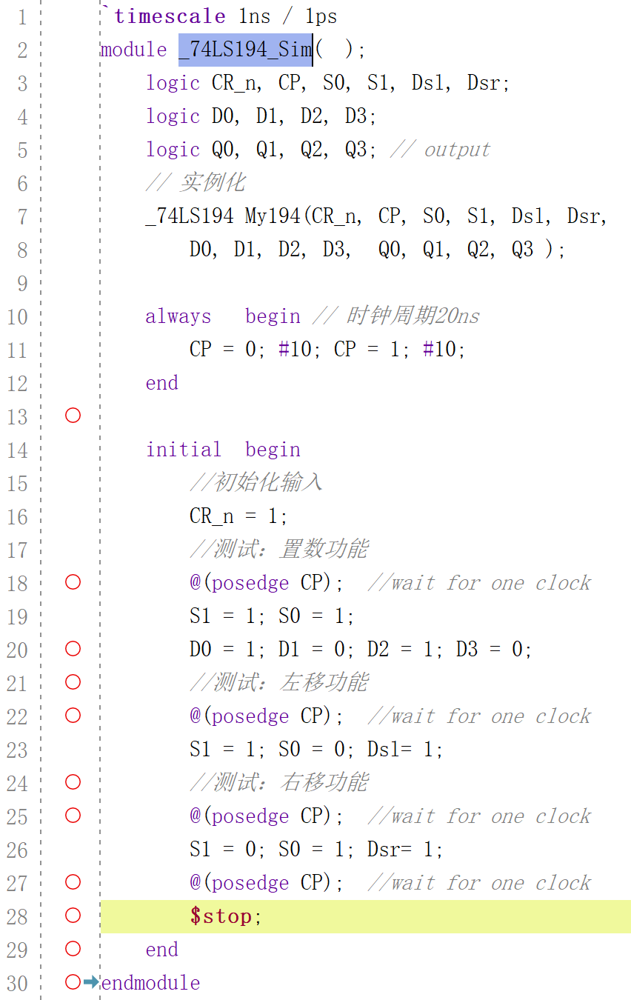 1 `timescale 1ns / 1ps
2 module _74LS194_Sim(  );
3 logic CR_n, CP, S0, S1, Dsl, Dsr;
4 logic D0, D1, D2, D3;
5 logic Q0, Q1, Q2, Q3; // output
6 // 实例化
7 _74LS194 My194(CR_n, CP, S0, S1, Dsl, Dsr,
8 D0, D1, D2, D3,  Q0, Q1, Q2, Q3 );
9
10 always   begin // 时钟周期20ns
11 CP = 0; #10; CP = 1; #10;
12 end
13
14 initial  begin
15 //初始化输入
16 CR_n = 1;
17 //测试：置数功能
18 @(posedge CP);  //wait for one clock
19 S1 = 1; S0 = 1;
20 D0 = 1; D1 = 0; D2 = 1; D3 = 0;
21 //测试：左移功能
22 @(posedge CP);  //wait for one clock
23 S1 = 1; S0 = 0; Dsl= 1;
24 //测试：右移功能
25 @(posedge CP);  //wait for one clock
26 S1 = 0; S0 = 1; Dsr= 1;
27 @(posedge CP);  //wait for one clock
28 $stop;
29 end
30 endmodule